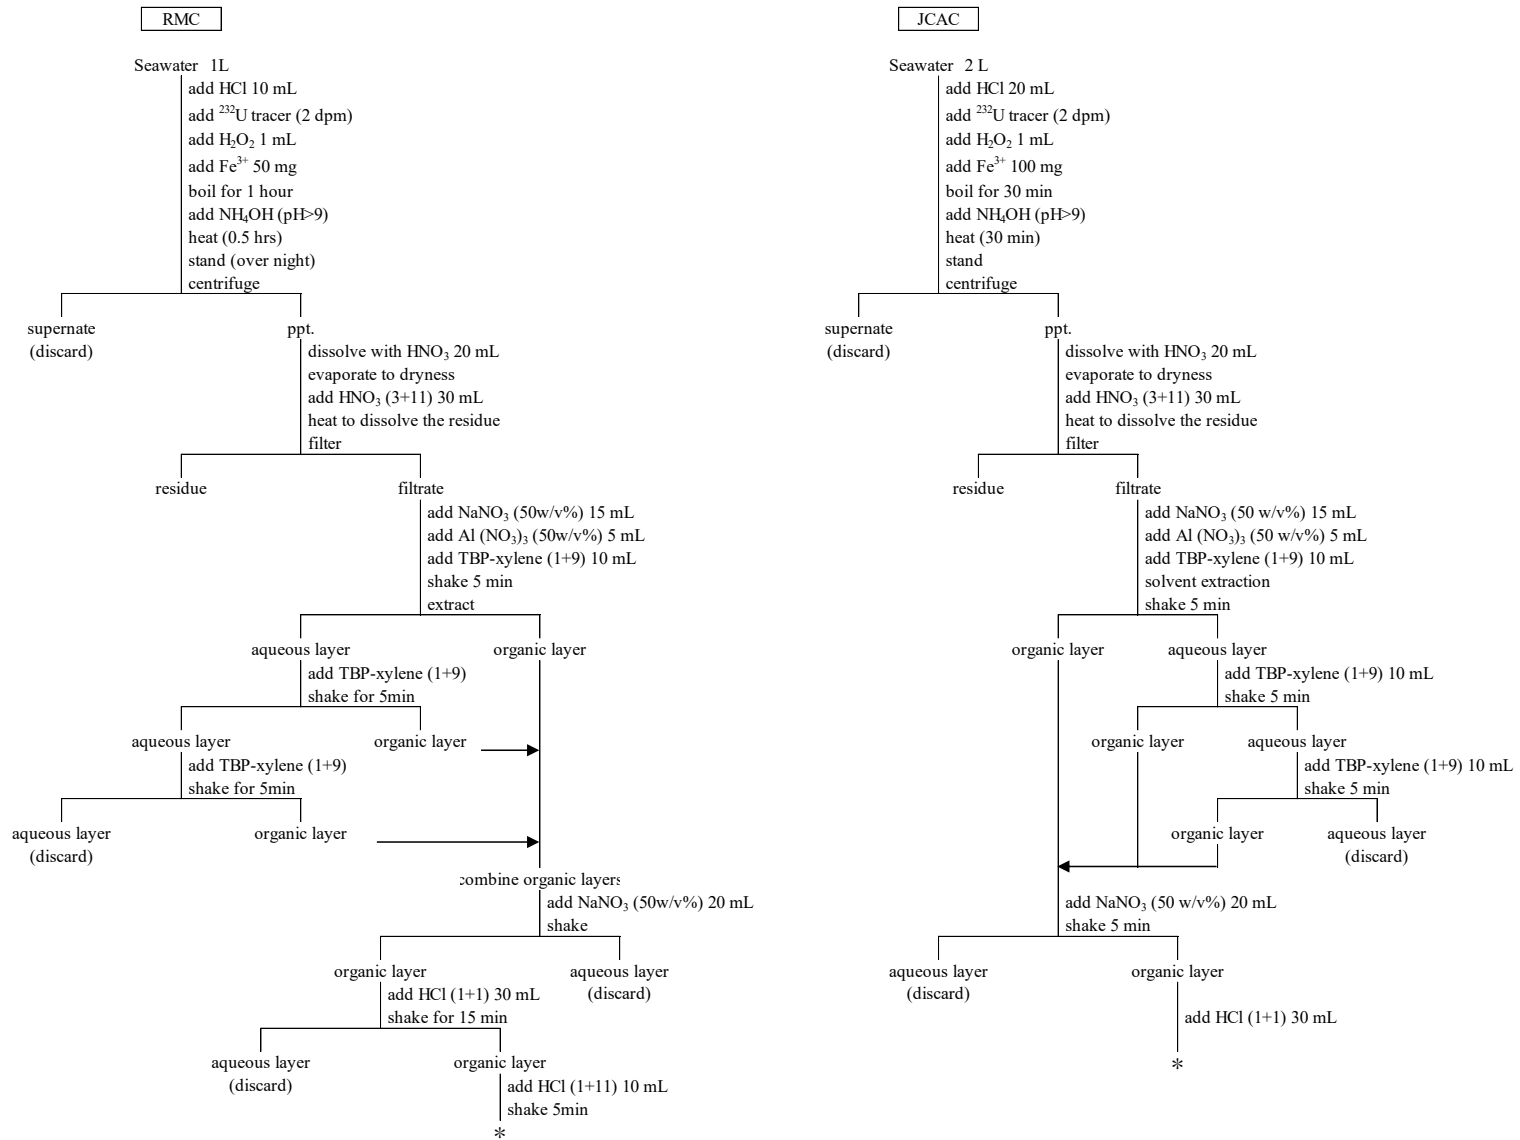 RMC
Seawater 1L
add HCl 10 mL
add ²³²U tracer (2 dpm)
add H₂O₂ 1 mL
add Fe³⁺ 50 mg
boil for 1 hour
add NH₄OH (pH>9)
heat (0.5 hrs)
stand (over night)
centrifuge
supernate
(discard)
ppt.
dissolve with HNO₃ 20 mL
evaporate to dryness
add HNO₃ (3+11) 30 mL
heat to dissolve the residue
filter
residue
filtrate
add NaNO₃ (50w/v%) 15 mL
add Al (NO₃)₃ (50w/v%) 5 mL
add TBP-xylene (1+9) 10 mL
shake 5 min
extract
aqueous layer
organic layer
add TBP-xylene (1+9)
shake for 5min
aqueous layer
organic layer
add TBP-xylene (1+9)
shake for 5min
aqueous layer
(discard)
organic layer
combine organic layers
add NaNO₃ (50w/v%) 20 mL
shake
organic layer
aqueous layer
(discard)
add HCl (1+1) 30 mL
shake for 15 min
aqueous layer
(discard)
organic layer
add HCl (1+11) 10 mL
shake 5min
*
JCAC
Seawater 2 L
add HCl 20 mL
add ²³²U tracer (2 dpm)
add H₂O₂ 1 mL
add Fe³⁺ 100 mg
boil for 30 min
add NH₄OH (pH>9)
heat (30 min)
stand
centrifuge
supernate
(discard)
ppt.
dissolve with HNO₃ 20 mL
evaporate to dryness
add HNO₃ (3+11) 30 mL
heat to dissolve the residue
filter
residue
filtrate
add NaNO₃ (50 w/v%) 15 mL
add Al (NO₃)₃ (50 w/v%) 5 mL
add TBP-xylene (1+9) 10 mL
solvent extraction
shake 5 min
organic layer
aqueous layer
add TBP-xylene (1+9) 10 mL
shake 5 min
organic layer
aqueous layer
add TBP-xylene (1+9) 10 mL
shake 5 min
organic layer
aqueous layer
(discard)
add NaNO₃ (50 w/v%) 20 mL
shake 5 min
aqueous layer
(discard)
organic layer
add HCl (1+1) 30 mL
*